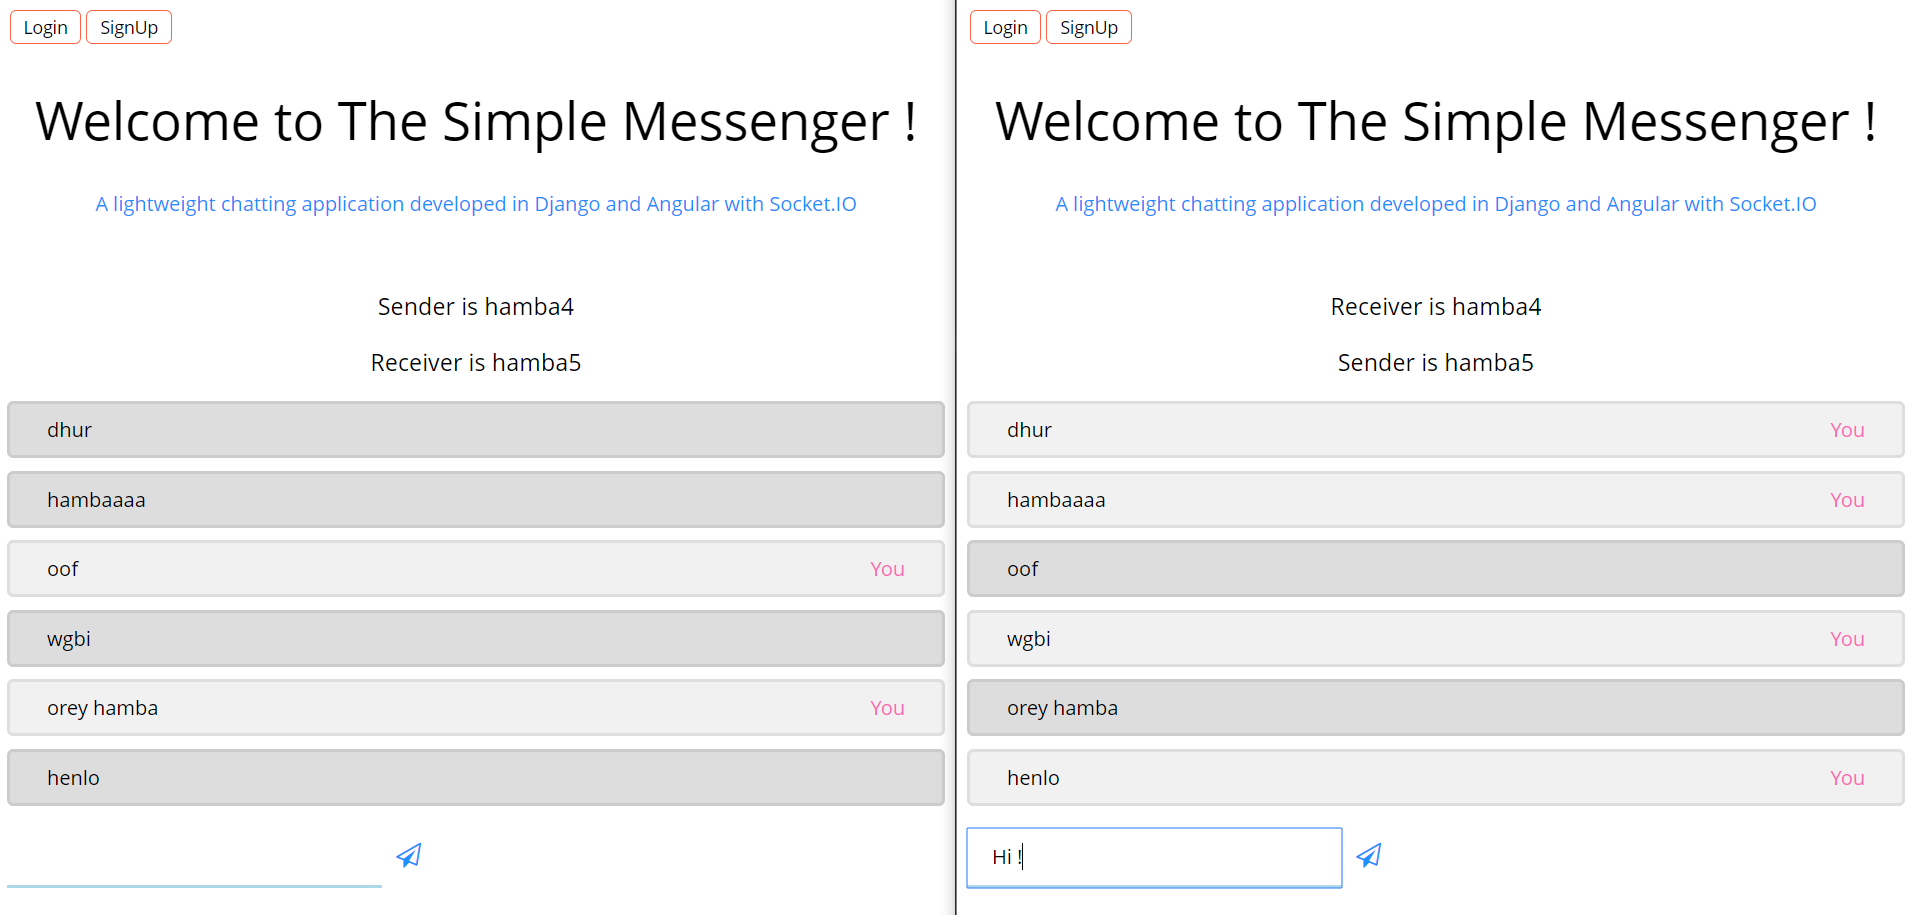 Login SignUp
Welcome to The Simple Messenger !
A lightweight chatting application developed in Django and Angular with Socket.IO
Sender is hamba4
Receiver is hamba5
dhur
hambaaaa
oof You
wgbi
orey hamba You
henlo
Login SignUp
Welcome to The Simple Messenger !
A lightweight chatting application developed in Django and Angular with Socket.IO
Receiver is hamba4
Sender is hamba5
dhur You
hambaaaa You
oof
wgbi You
orey hamba
henlo You
Hi !